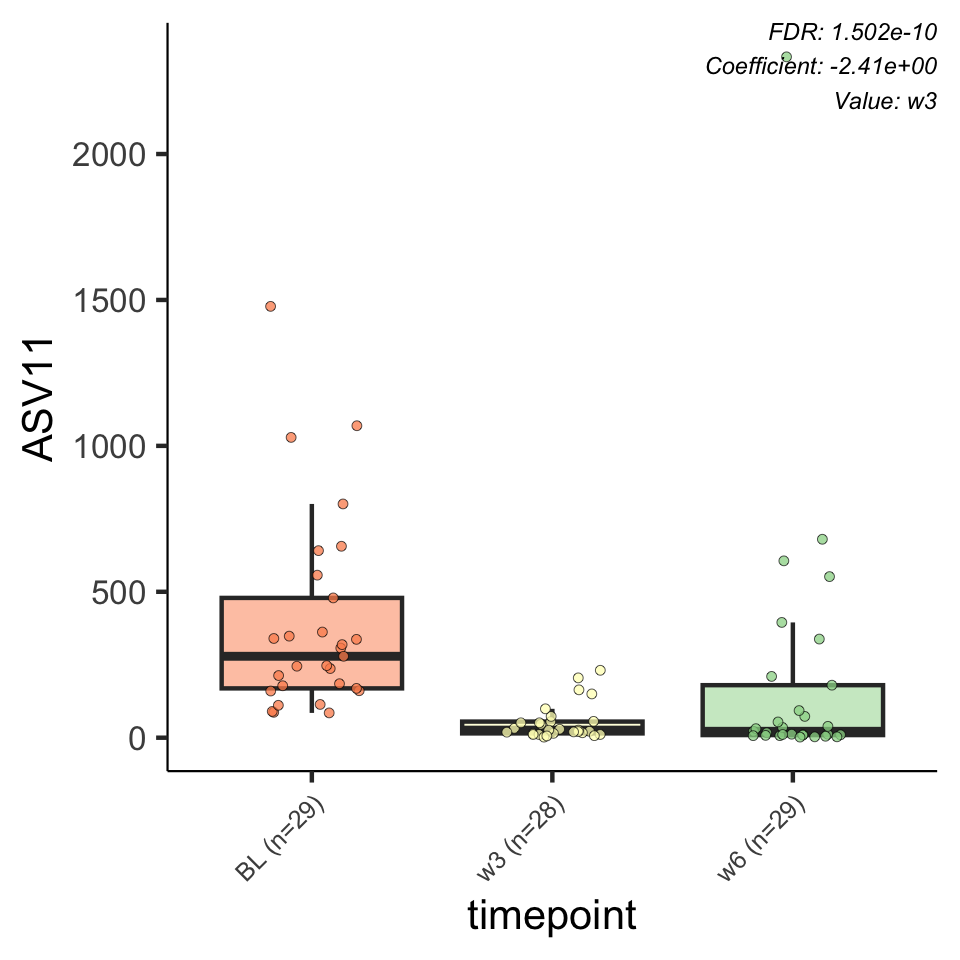 FDR: 1.502e-10
Coefficient: -2.41e+00
Value: w3
2000
1500
1000
500
0
ASV11
BL (n=29)
w3 (n=28)
w6 (n=29)
timepoint